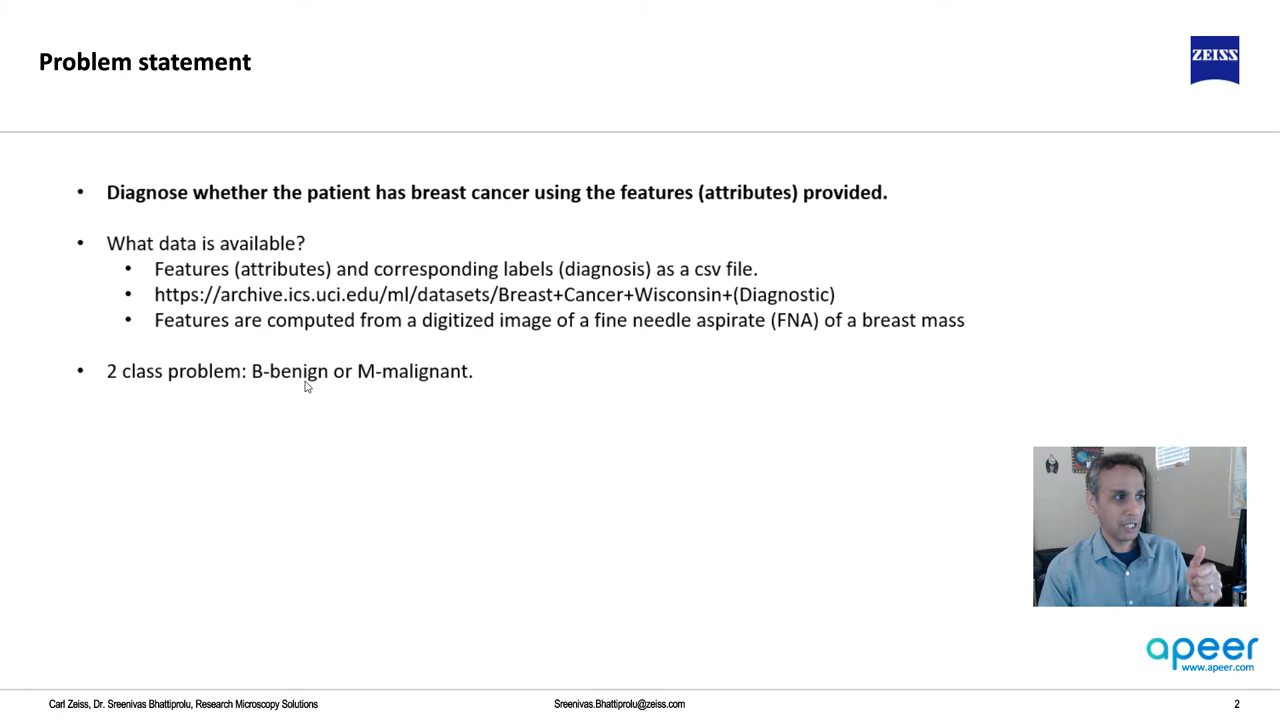 Problem statement
ZEISS
• Diagnose whether the patient has breast cancer using the features (attributes) provided.
• What data is available?
• Features (attributes) and corresponding labels (diagnosis) as a csv file.
• https://archive.ics.uci.edu/ml/datasets/Breast+Cancer+Wisconsin+(Diagnostic)
• Features are computed from a digitized image of a fine needle aspirate (FNA) of a breast mass
• 2 class problem: B-benign or M-malignant.
apeer
www.apeer.com
Carl Zeiss, Dr. Sreenivas Bhattiprolu, Research Microscopy Solutions
Sreenivas.Bhattiprolu@zeiss.com
2